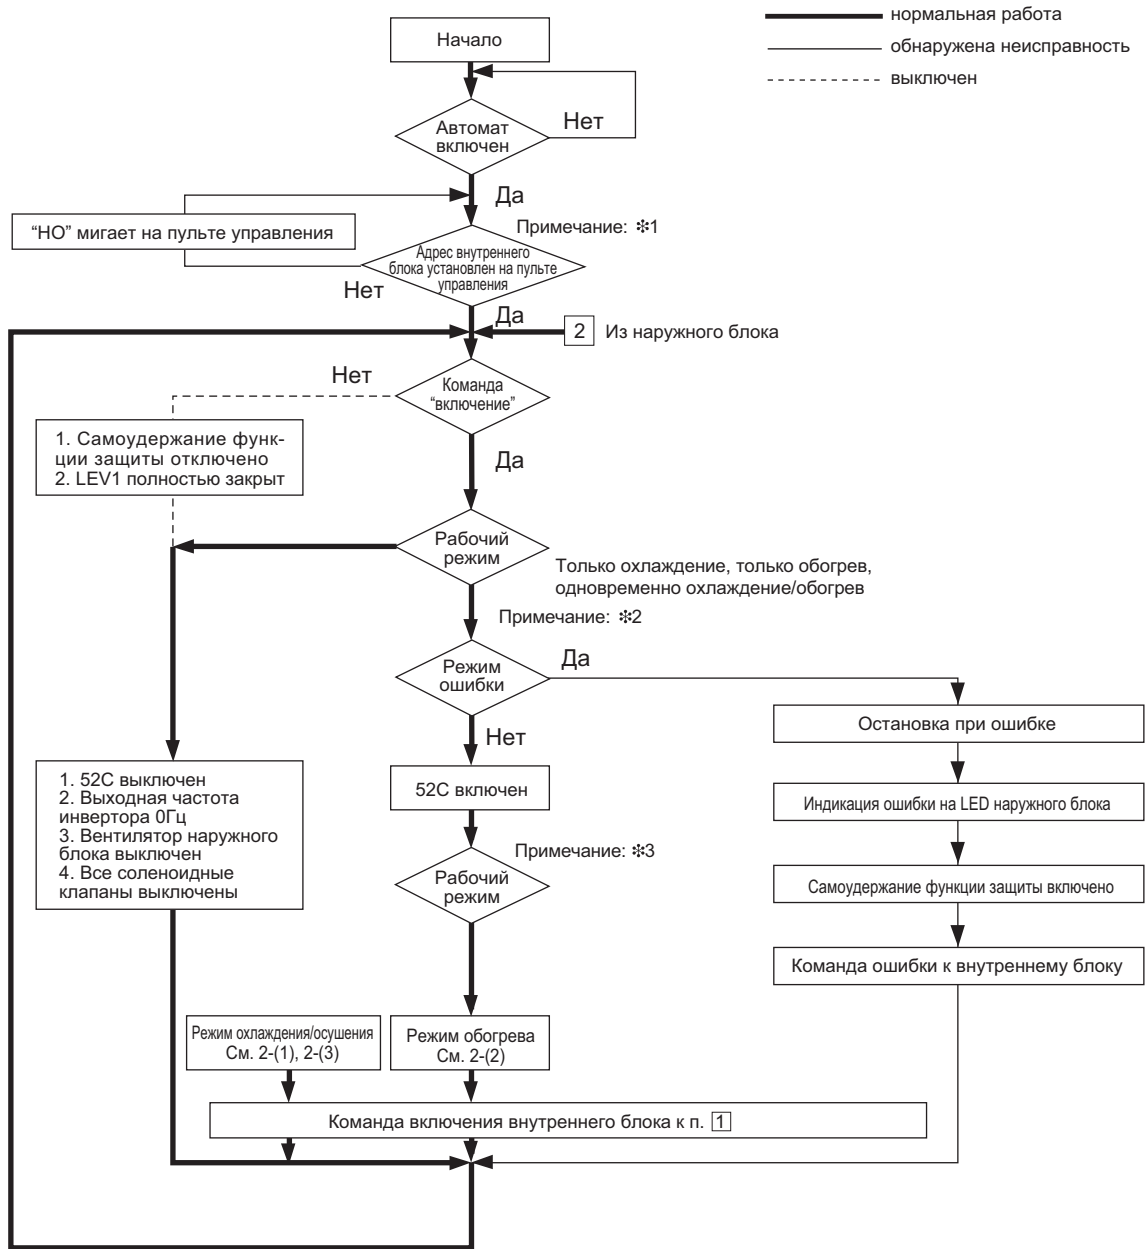 нормальная работа
обнаружена неисправность
выключен
Начало
Автомат
включен
Нет
Да
"HO" мигает на пульте управления
Примечание: ✻1
Адрес внутреннего
блока установлен на пульте
управления
Нет
Да
2 Из наружного блока
Нет
Команда
"включение"
1. Самоудержание функ-
ции защиты отключено
2. LEV1 полностью закрыт
Да
Рабочий
режим
Только охлаждение, только обогрев,
одновременно охлаждение/обогрев
Примечание: ✻2
Режим
ошибки
Да
Нет
Остановка при ошибке
1. 52C выключен
2. Выходная частота
инвертора 0Гц
3. Вентилятор наружного
блока выключен
4. Все соленоидные
клапаны выключены
52C включен
Индикация ошибки на LED наружного блока
Примечание: ✻3
Рабочий
режим
Самоудержание функции защиты включено
Команда ошибки к внутреннему блоку
Режим охлаждения/осушения
См. 2-(1), 2-(3)
Режим обогрева
См. 2-(2)
Команда включения внутреннего блока к п. 1